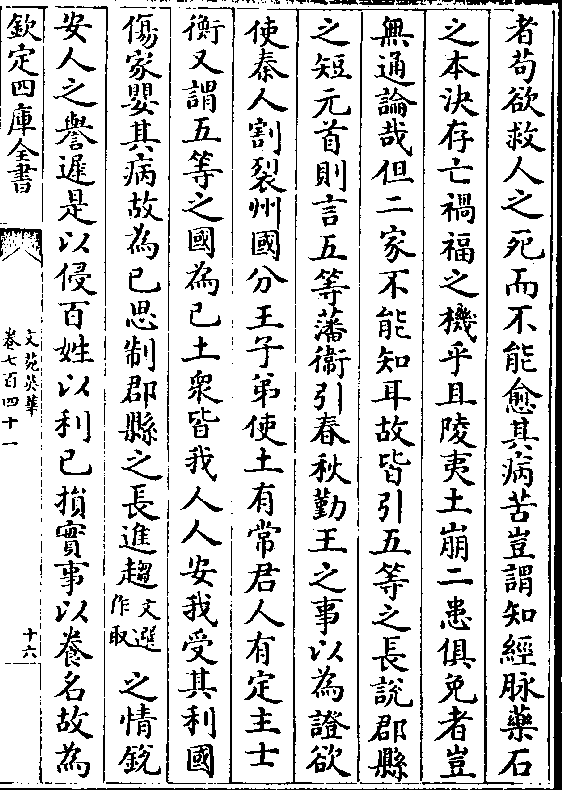 者苟欲救人之死而不能愈其病苦豈謂知經脉藥石
之本決存亡禍福之機乎且陵夷土崩二患俱免者豈
無通論哉但二家不能知耳故皆引五等之長説郡縣
之短元首則言五等藩衞引春秋勤王之事以為證欲
使秦人割裂州國分王子弟使土有常君人有定主士
衡又謂五等之國為已土衆皆我人人安我受其利國
傷家嬰其病故為已思制郡縣之長進趨文選作取之情鋭
安人之譽遲是以侵百姓以利已損實事以養名故為
欽定四庫全書
文苑英華
卷七百四十一
十六